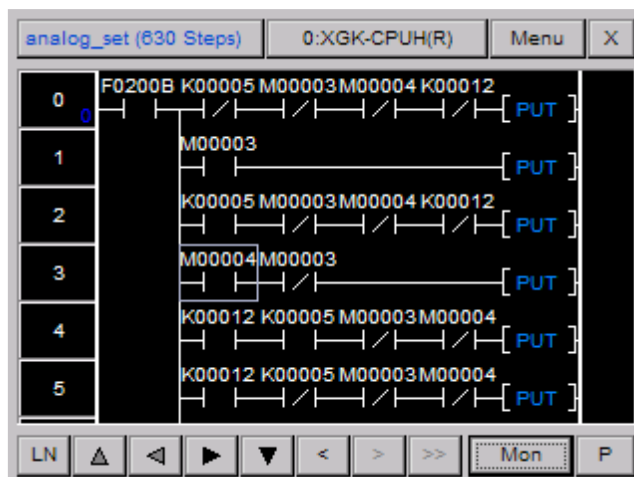 analog_set (630 Steps) 0:XGK-CPUH(R) Menu X
F0200B K00005 M00003 M00004 K00012
0 0 PUT
M00003
1 PUT
K00005 M00003 M00004 K00012
2 PUT
M00004 M00003
3 PUT
K00012 K00005 M00003 M00004
4 PUT
K00012 K00005 M00003 M00004
5 PUT
LN < > >> Mon P